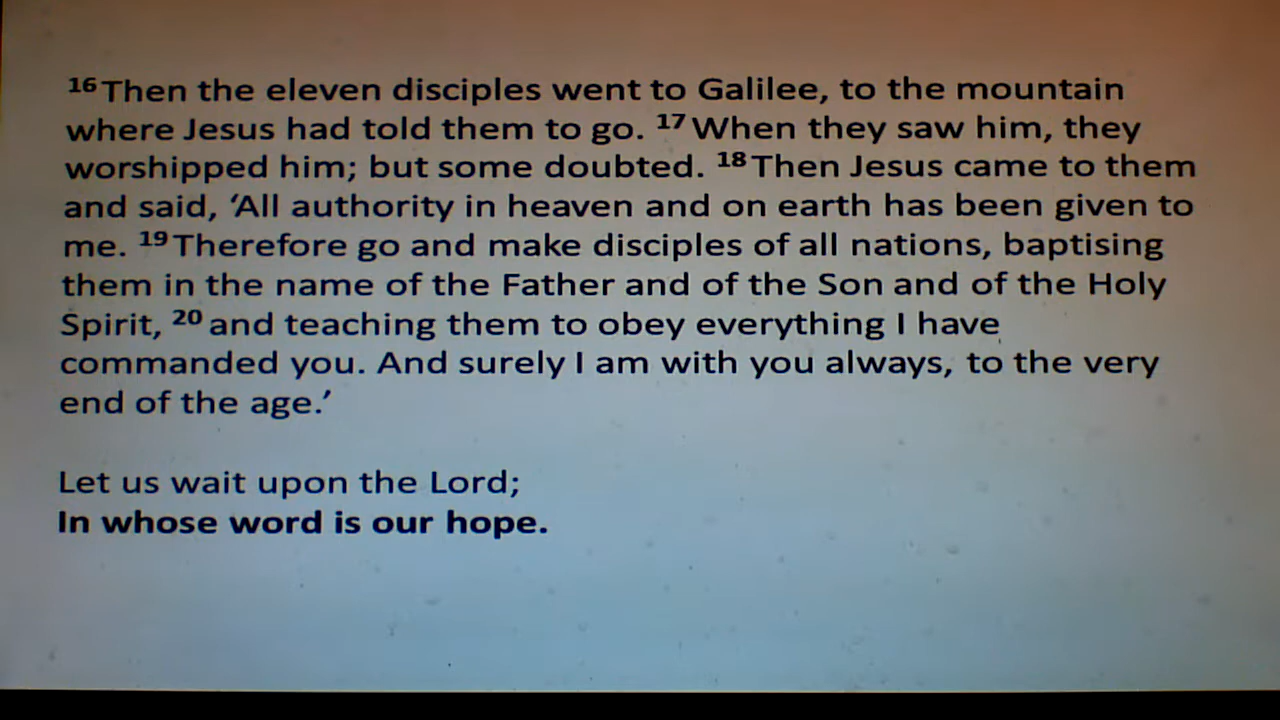 ¹⁶Then the eleven disciples went to Galilee, to the mountain
where Jesus had told them to go. ¹⁷When they saw him, they
worshipped him; but some doubted. ¹⁸Then Jesus came to them
and said, ‘All authority in heaven and on earth has been given to
me. ¹⁹Therefore go and make disciples of all nations, baptising
them in the name of the Father and of the Son and of the Holy
Spirit, ²⁰and teaching them to obey everything I have
commanded you. And surely I am with you always, to the very
end of the age.’
Let us wait upon the Lord;
In whose word is our hope.